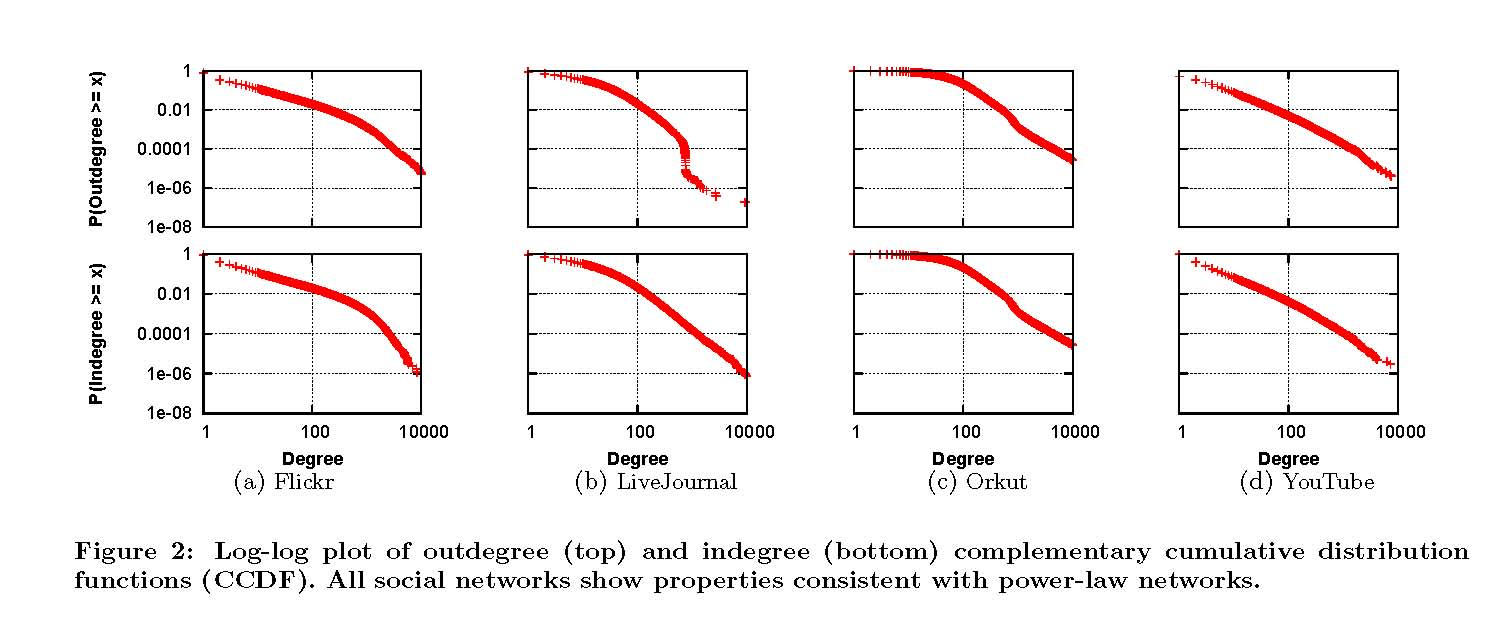 P(Outdegree >= x)
1
0.01
0.0001
1e-06
1e-08
P(Indegree >= x)
1
0.01
0.0001
1e-06
1e-08
1 100 10000 1 100 10000 1 100 10000 1 100 10000
Degree Degree Degree Degree
(a) Flickr (b) LiveJournal (c) Orkut (d) YouTube
Figure 2: Log-log plot of outdegree (top) and indegree (bottom) complementary cumulative distribution
functions (CCDF). All social networks show properties consistent with power-law networks.